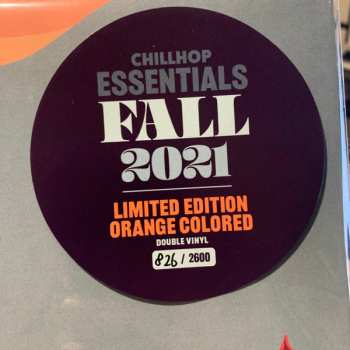 CHILLHOP
ESSENTIALS
FALL
2021
LIMITED EDITION
ORANGE COLORED
DOUBLE VINYL
826 / 2600